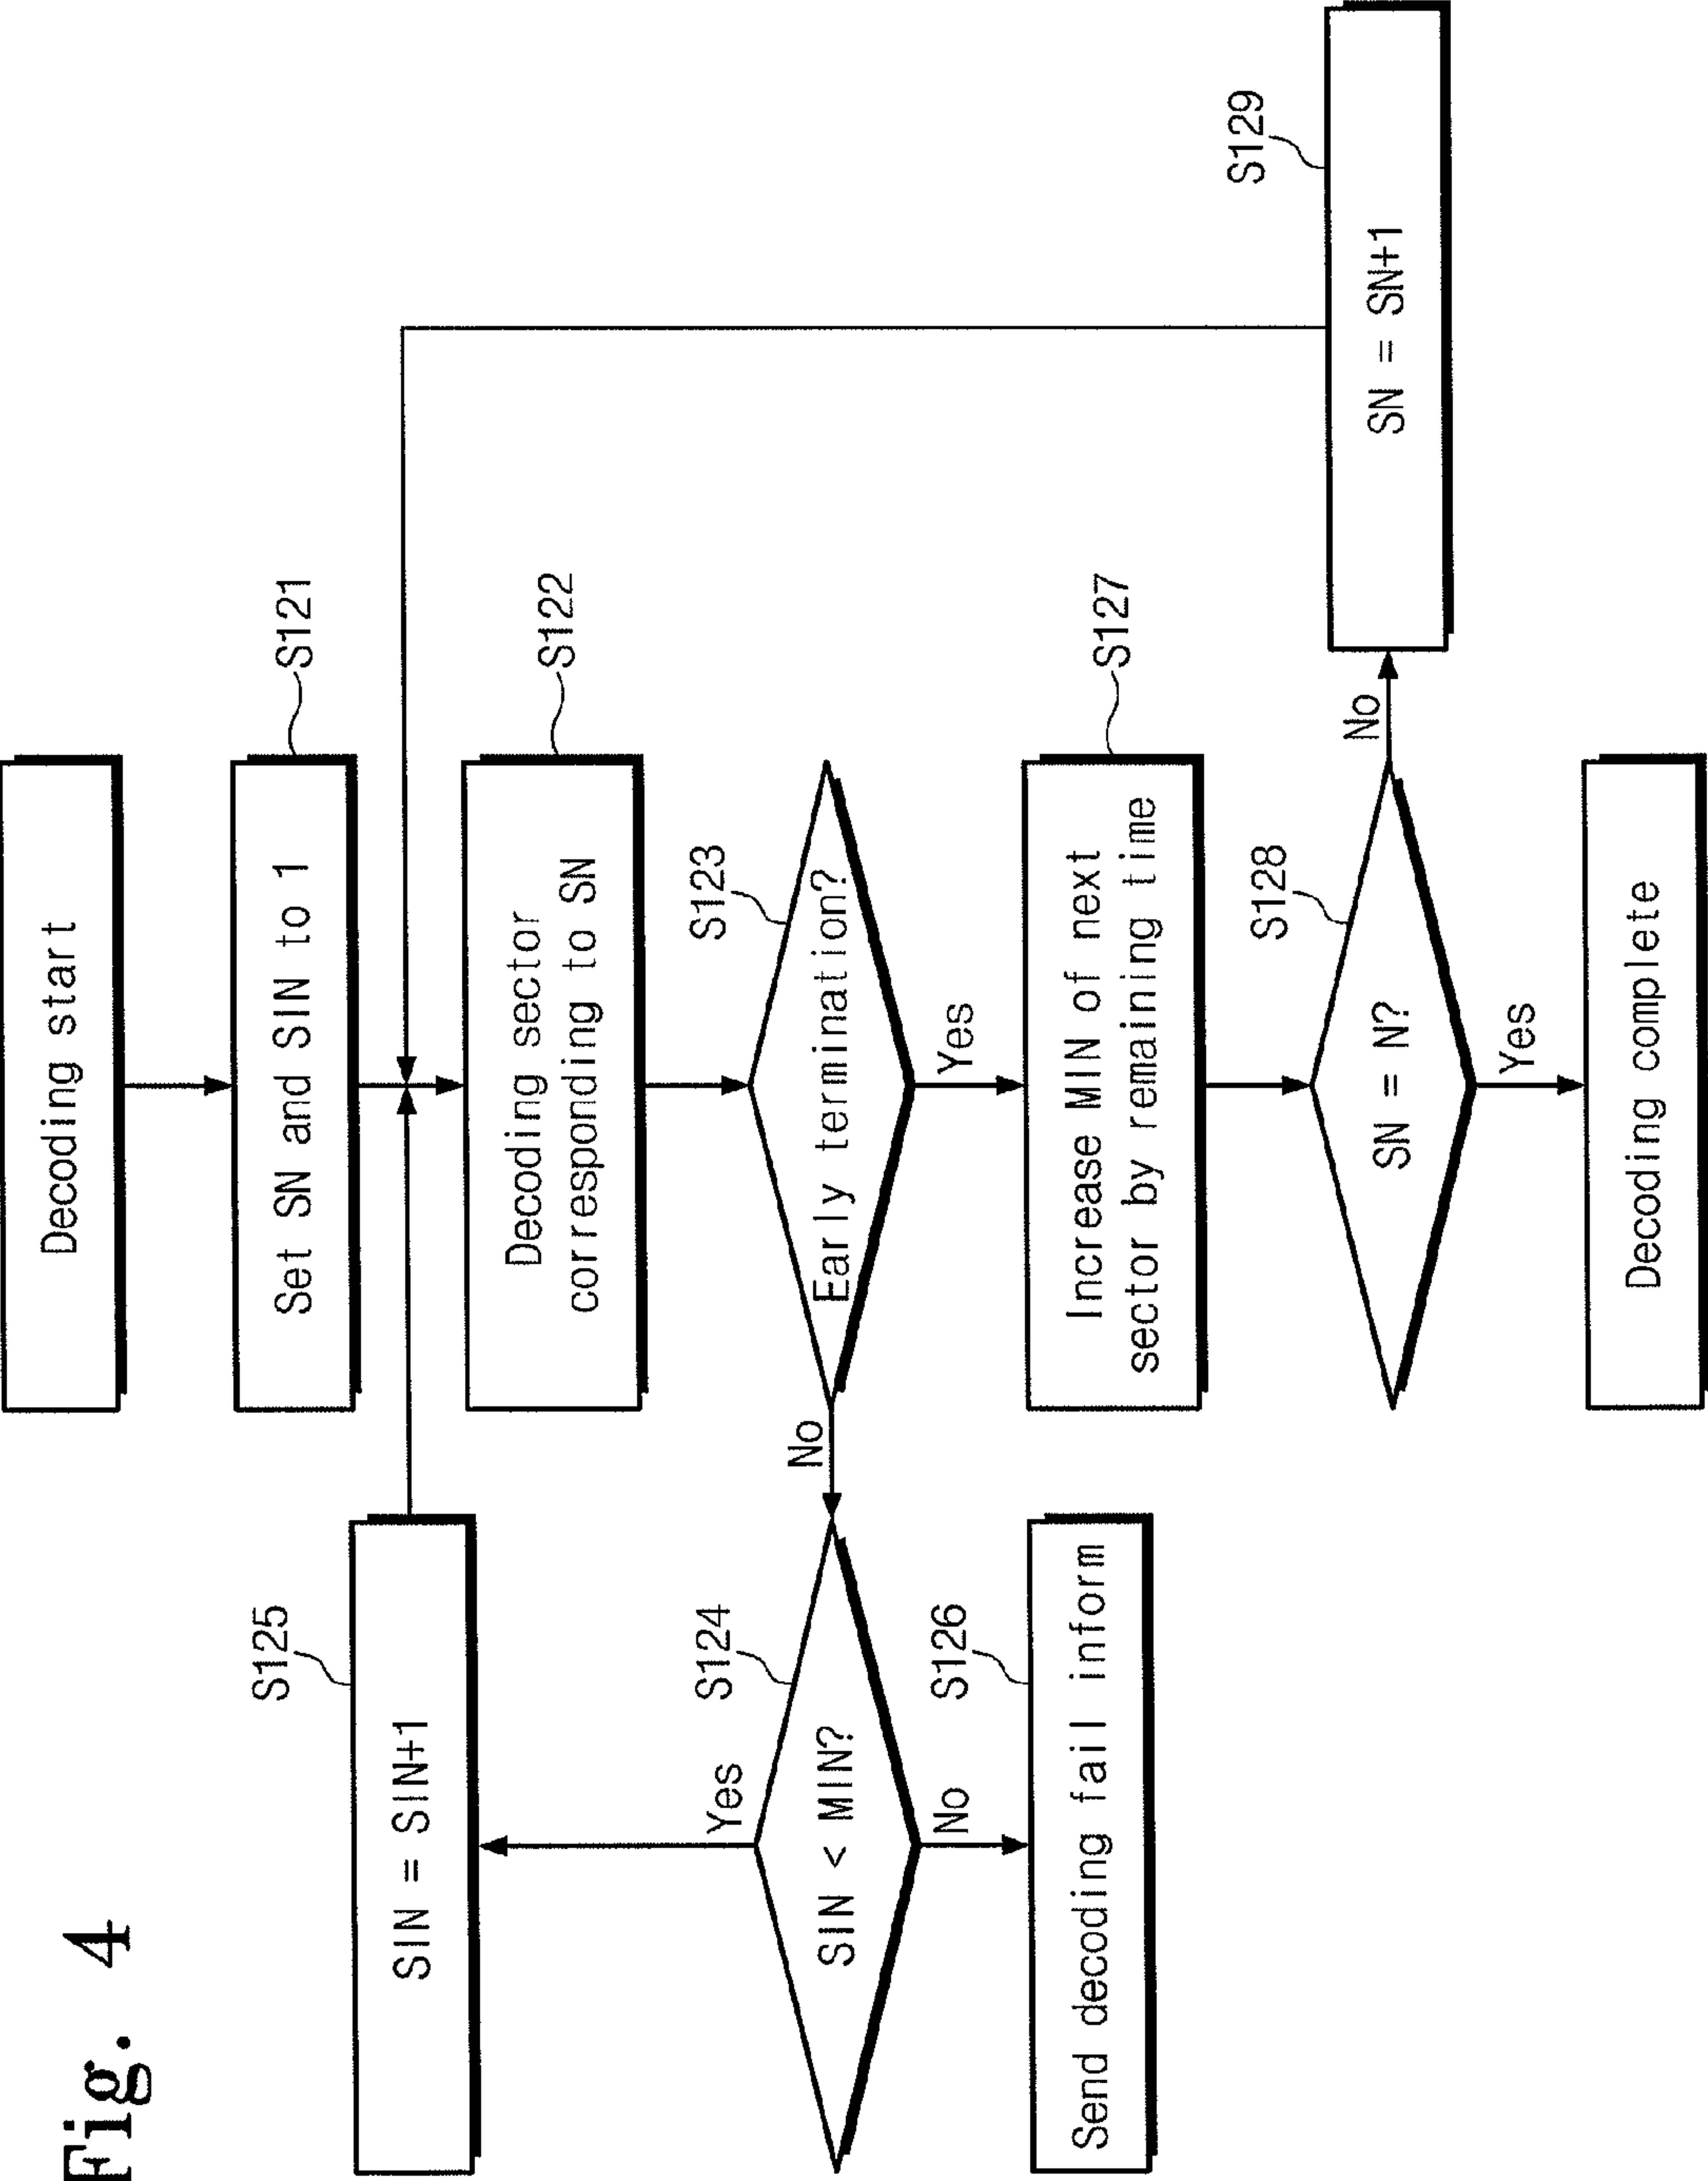 Fig. 4
Decoding start
Set SN and SIN to 1
S121
Decoding sector
corresponding to SN
S122
Early termination?
S123
No
Yes
SIN < MIN?
S124
Yes
No
SIN = SIN+1
S125
Send decoding fail inform
S126
Increase MIN of next
sector by remaining time
S127
SN = N?
S128
No
Yes
SN = SN+1
S129
Decoding complete